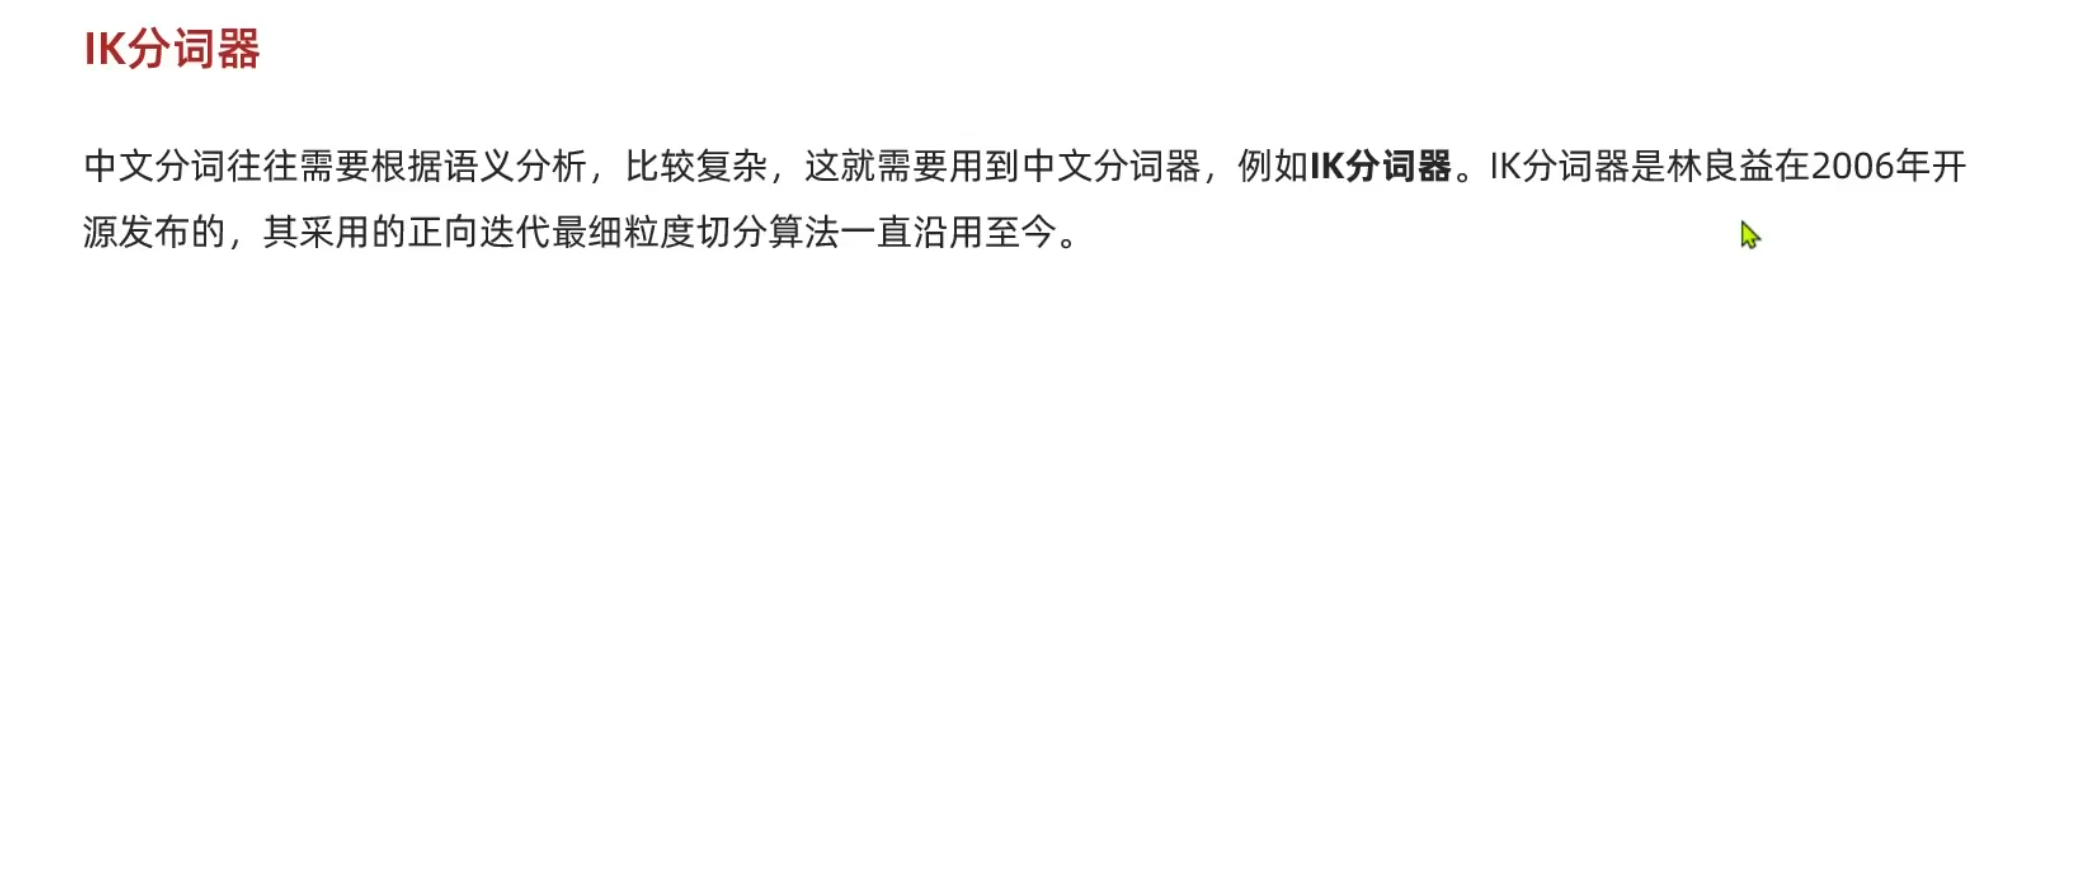 IK分词器
中文分词往往需要根据语义分析，比较复杂，这就需要用到中文分词器，例如IK分词器。IK分词器是林良益在2006年开
源发布的，其采用的正向迭代最细粒度切分算法一直沿用至今。